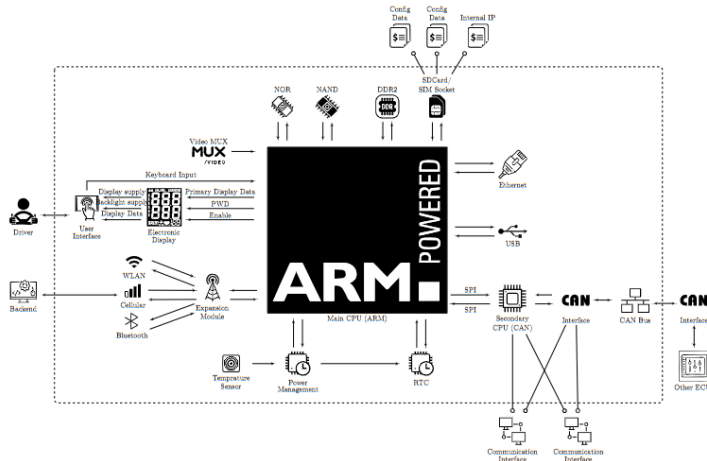 Config
Data
Config
Data
Internal IP
SDCard/
SIM Socket
NOR
NAND
DDR2
DDR
Video MUX
MUX
/VIDEO
Ethernet
Keyboard Input
Display supply
Primary Display Data
Backlight supply
PWD
Display Data
Enable
Driver
User
Interface
Electronic
Display
POWERED
USB
WLAN
Cellular
Bluetooth
Backend
Expansion
Module
ARM
Main CPU (ARM)
SPI
SPI
Secondary
CPU (CAN)
CAN
Interface
CAN Bus
CAN
Interface
Temprature
Sensor
Power
Management
RTC
Other ECU
Communication
Interface
Communication
Interface